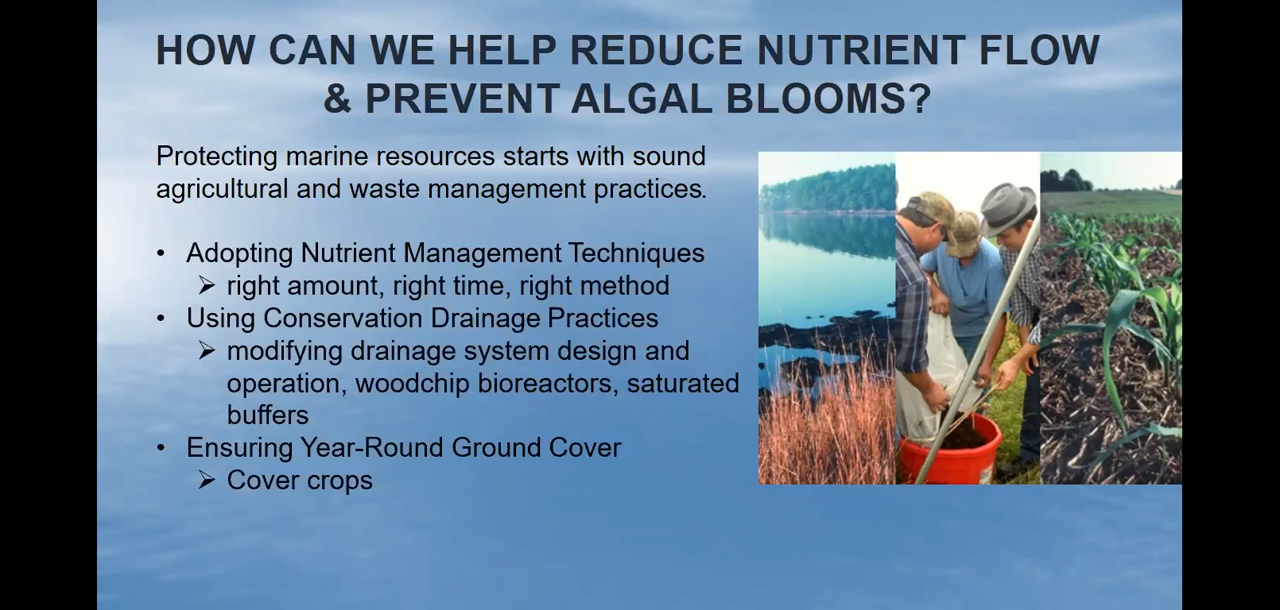 HOW CAN WE HELP REDUCE NUTRIENT FLOW
& PREVENT ALGAL BLOOMS?
Protecting marine resources starts with sound
agricultural and waste management practices.
• Adopting Nutrient Management Techniques
➢ right amount, right time, right method
• Using Conservation Drainage Practices
➢ modifying drainage system design and
operation, woodchip bioreactors, saturated
buffers
• Ensuring Year-Round Ground Cover
➢ Cover crops